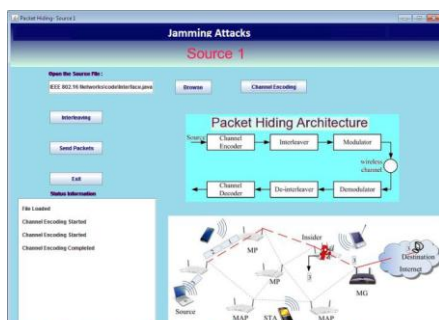 Packet Hiding- Source1
Jamming Attacks
Source 1
Open the Source File :
IEEE 802.16 Networks\code\Interface.java
Browse
Channel Encoding
Interleaving
Send Packets
Exit
Status Information
File Loaded
Channel Encoding Started
Channel Encoding Started
Channel Encoding Completed
Packet Hiding Architecture
Source
Channel Encoder
Interleaver
Modulator
wireless channel
Channel Decoder
De-interleaver
Demodulator
Insider
MP
MP
3
3
3
Destination
Internet
MG
Source
MAP
STA
MAP